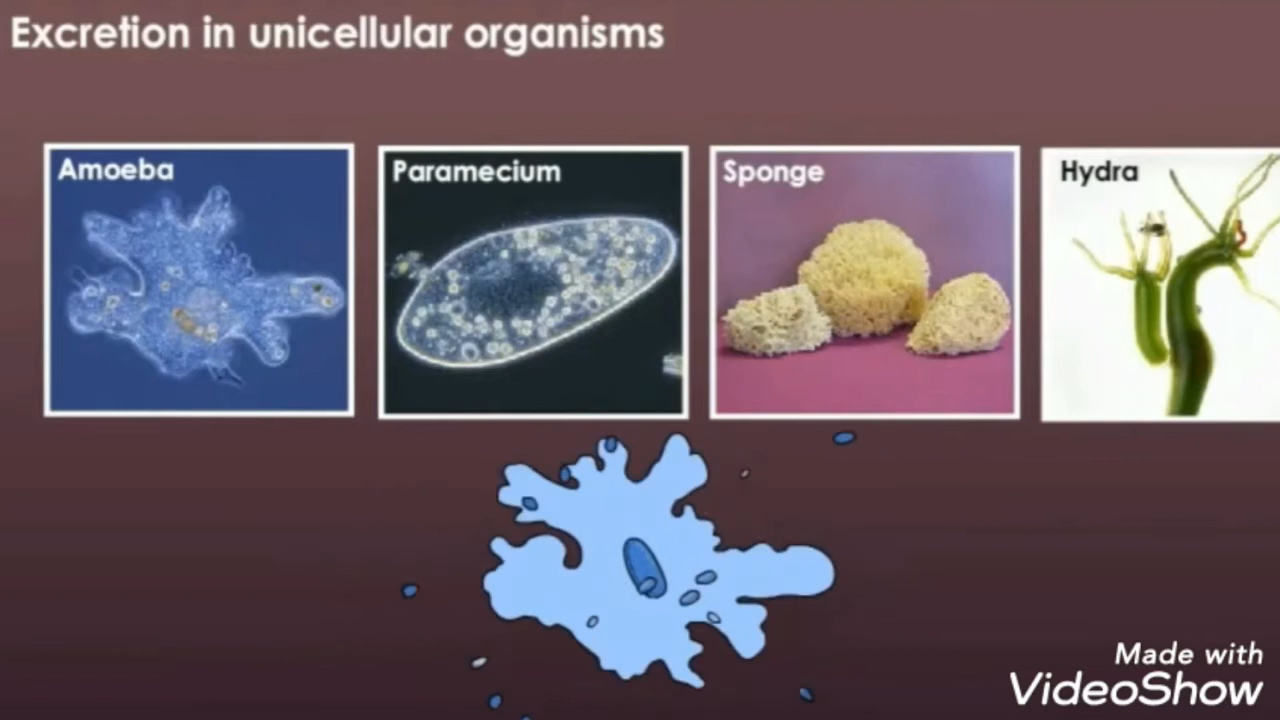 Excretion in unicellular organisms
Amoeba
Paramecium
Sponge
Hydra
Made with
VideoShow